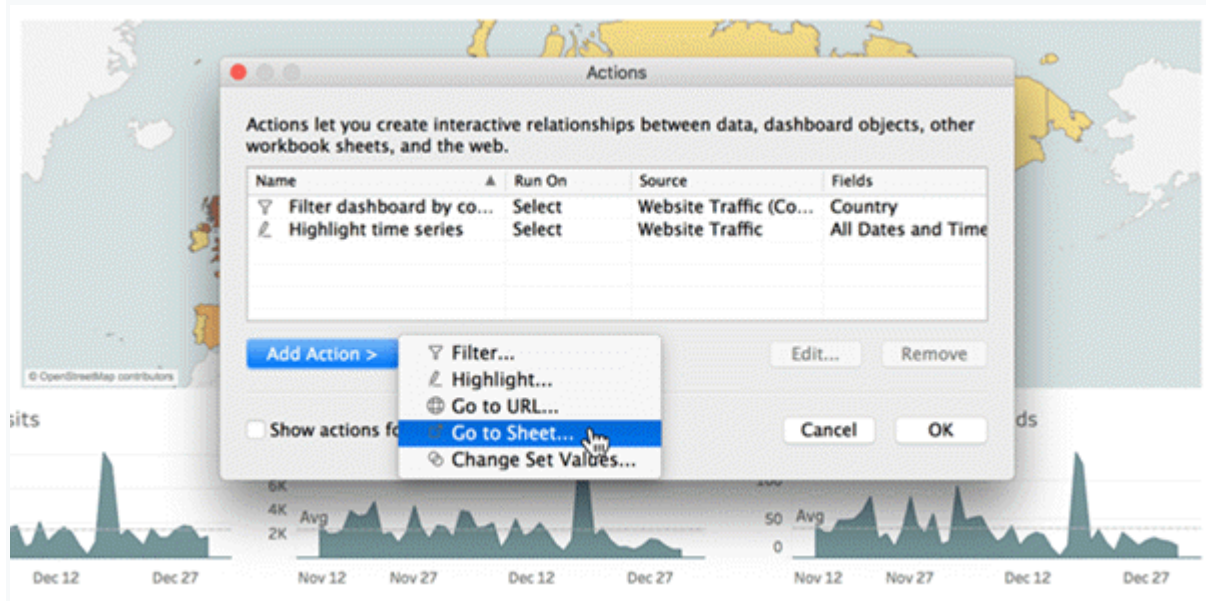 Actions
Actions let you create interactive relationships between data, dashboard objects, other
workbook sheets, and the web.
Name Run On Source Fields
Filter dashboard by co... Select Website Traffic (Co... Country
Highlight time series Select Website Traffic All Dates and Time
Add Action >
Filter...
Highlight...
Go to URL...
Go to Sheet...
Change Set Values...
Edit... Remove
© OpenStreetMap contributors
Show actions fo
Cancel OK
sits
ds
6K
4K
2K
Avg
50
0
Avg
Dec 12 Dec 27 Nov 12 Nov 27 Dec 12 Dec 27 Nov 12 Nov 27 Dec 12 Dec 27